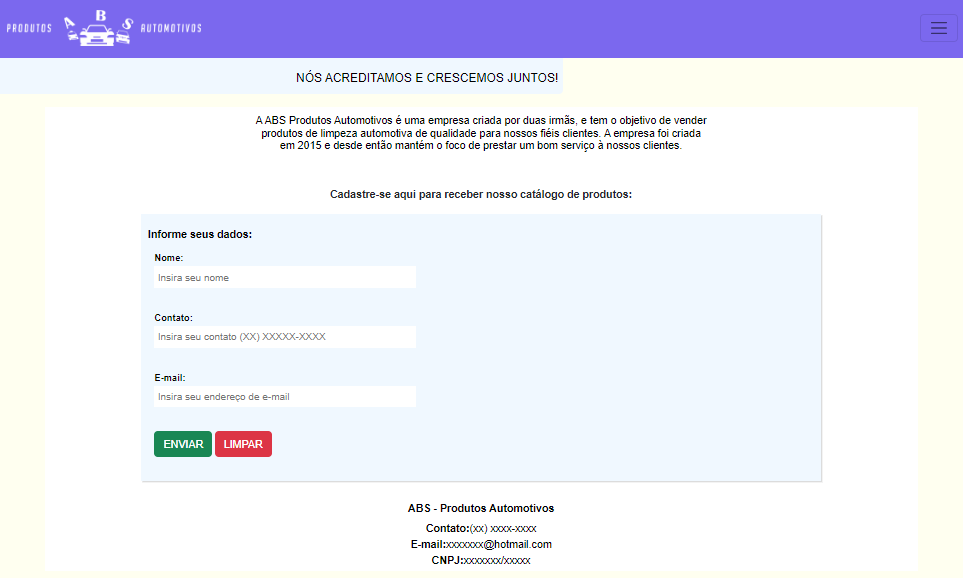 PRODUTOS ABS AUTOMOTIVOS
NÓS ACREDITAMOS E CRESCEMOS JUNTOS!
A ABS Produtos Automotivos é uma empresa criada por duas irmãs, e tem o objetivo de vender
produtos de limpeza automotiva de qualidade para nossos fiéis clientes. A empresa foi criada
em 2015 e desde então mantém o foco de prestar um bom serviço à nossos clientes.
Cadastre-se aqui para receber nosso catálogo de produtos:
Informe seus dados:
Nome:
Insira seu nome
Contato:
Insira seu contato (XX) XXXXX-XXXX
E-mail:
Insira seu endereço de e-mail
ENVIAR LIMPAR
ABS - Produtos Automotivos
Contato:(xx) xxxx-xxxx
E-mail:xxxxxxx@hotmail.com
CNPJ:xxxxxxx/xxxxx